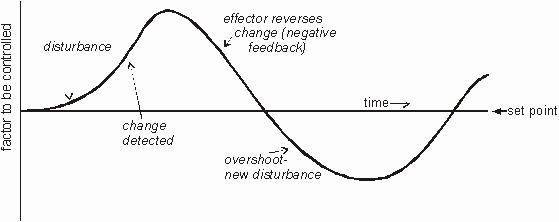 factor to be controlled
disturbance
effector reverses
change (negative
feedback)
change
detected
time
set point
overshoot-
new disturbance